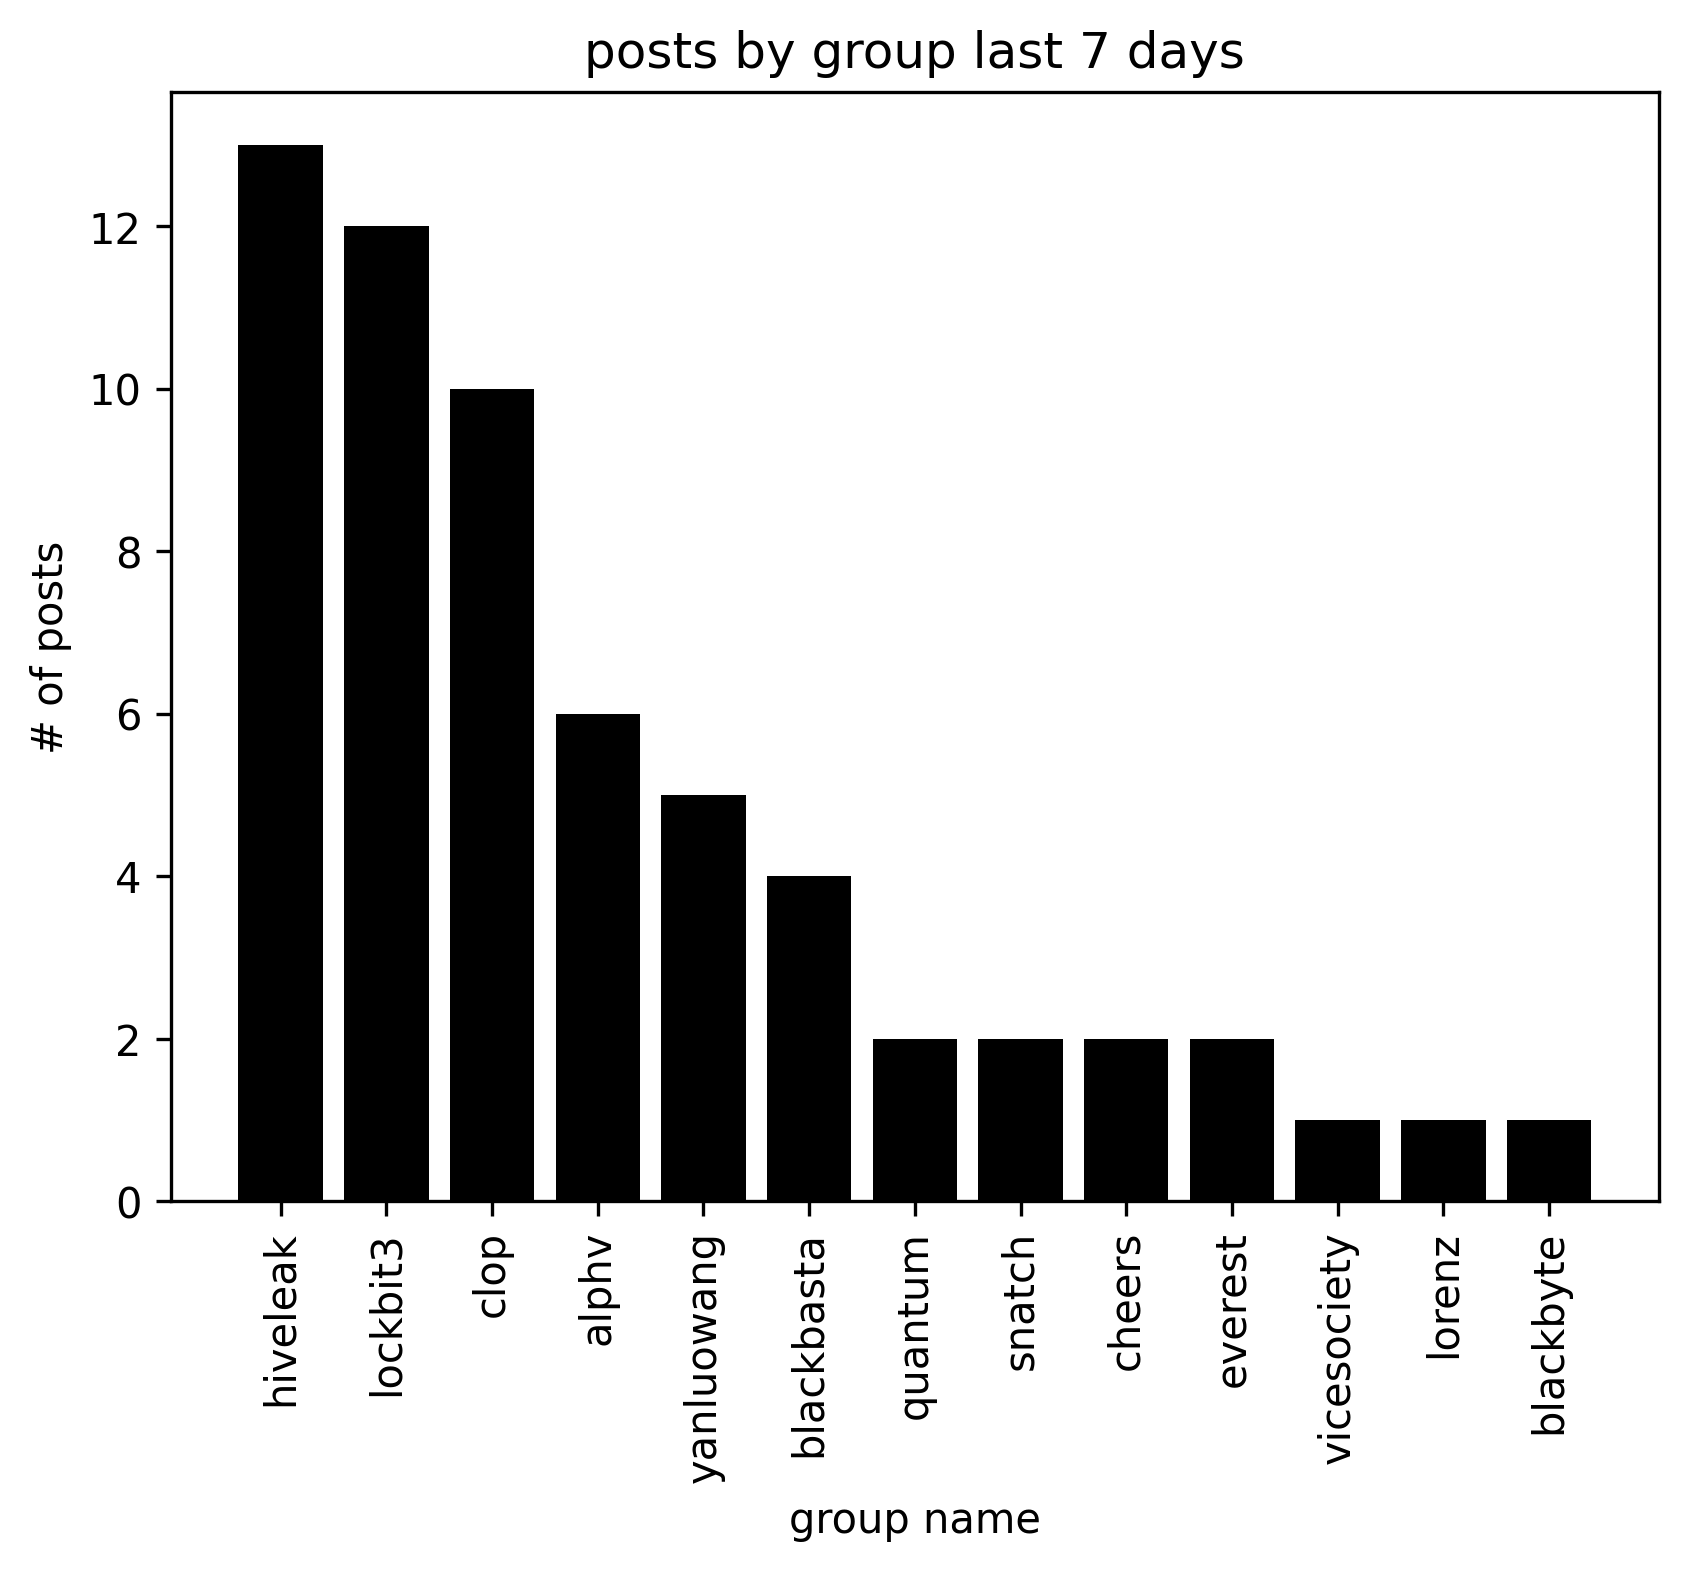 posts by group last 7 days
# of posts
12
10
8
6
4
2
0
hiveleak
lockbit3
clop
alphv
yanluowang
blackbasta
quantum
snatch
cheers
everest
vicesociety
lorenz
blackbyte
group name